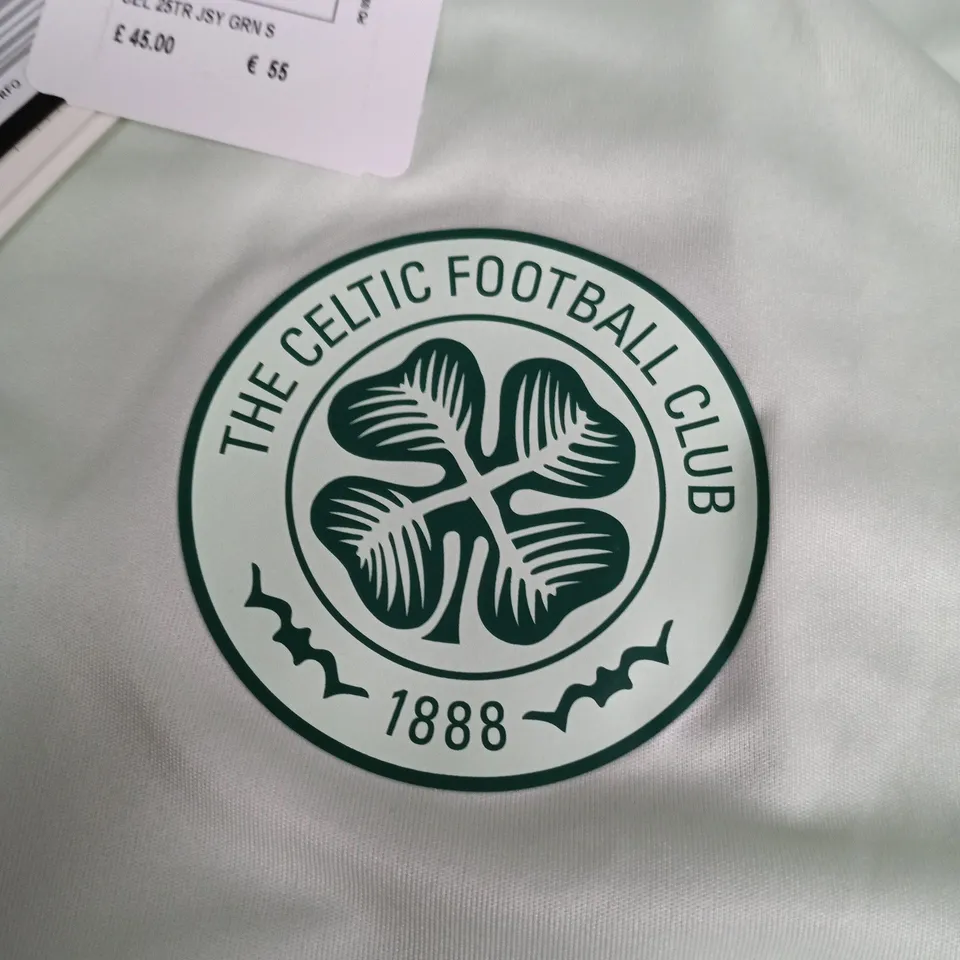 25TR JSY GRN S
£ 45.00
€ 55
THE CELTIC FOOTBALL CLUB
1888